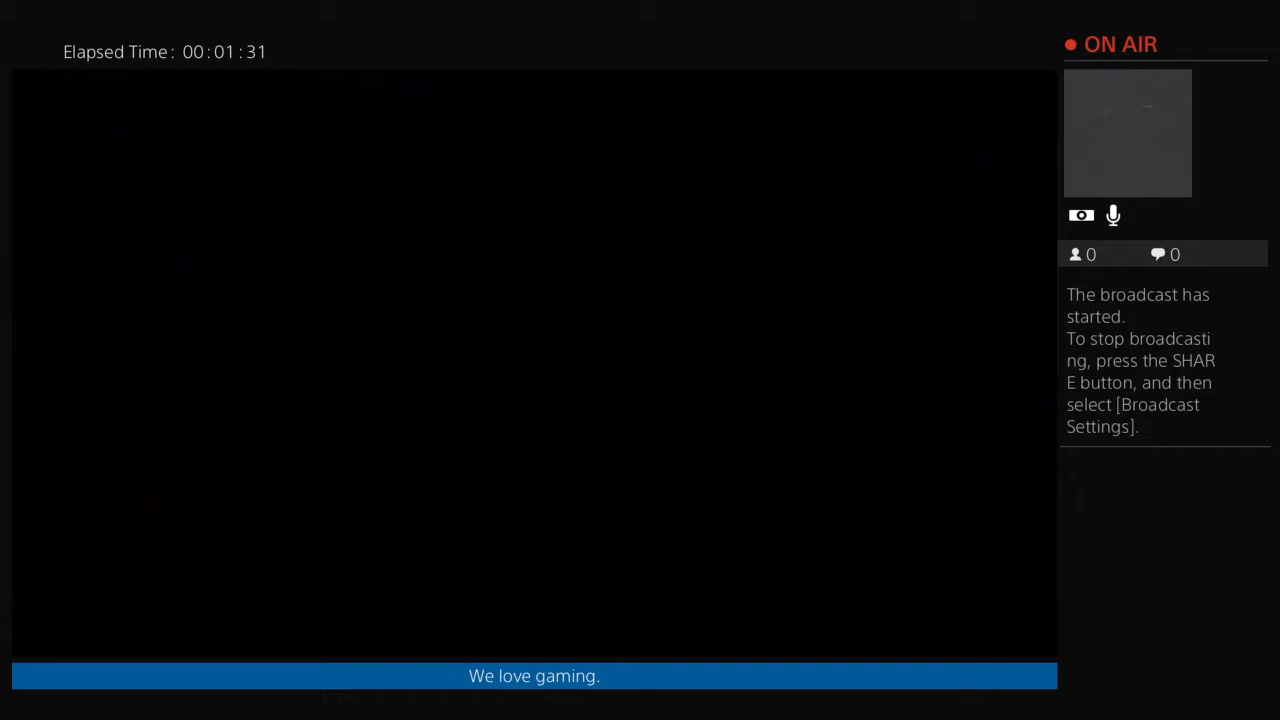 Elapsed Time: 00:01:31
ON AIR
0 0
The broadcast has
started.
To stop broadcasti
ng, press the SHAR
E button, and then
select [Broadcast
Settings].
We love gaming.